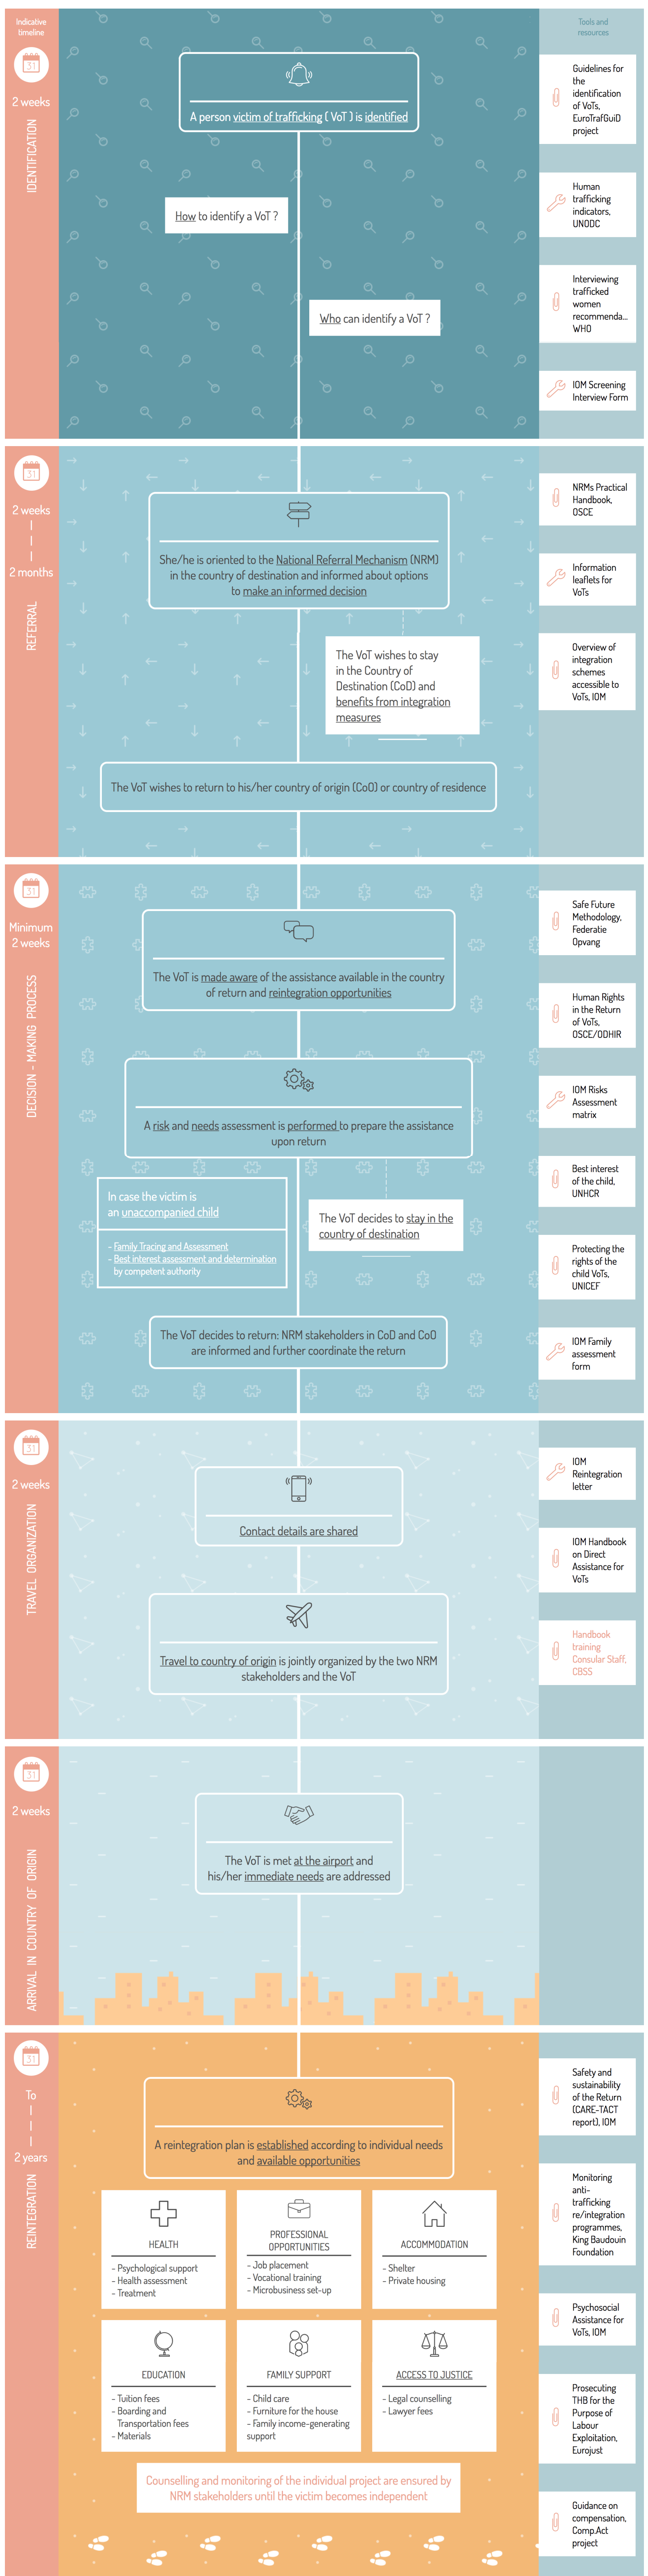 Indicative
timeline
31
2 weeks
IDENTIFICATION
A person victim of trafficking ( VoT ) is identified
How to identify a VoT ?
Who can identify a VoT ?
Tools and
resources
Guidelines for
the
identification
of VoTs,
EuroTrafGuiD
project
Human
trafficking
indicators,
UNODC
Interviewing
trafficked
women
recommenda...
WHO
IOM Screening
Interview Form
31
2 weeks
2 months
REFERRAL
She/he is oriented to the National Referral Mechanism (NRM)
in the country of destination and informed about options
to make an informed decision
The VoT wishes to stay
in the Country of
Destination (CoD) and
benefits from integration
measures
The VoT wishes to return to his/her country of origin (CoO) or country of residence
NRMs Practical
Handbook,
OSCE
Information
leaflets for
VoTs
Overview of
integration
schemes
accessible to
VoTs, IOM
31
Minimum
2 weeks
DECISION - MAKING PROCESS
The VoT is made aware of the assistance available in the country
of return and reintegration opportunities
A risk and needs assessment is performed to prepare the assistance
upon return
In case the victim is
an unaccompanied child
- Family Tracing and Assessment
- Best interest assessment and determination
by competent authority
The VoT decides to stay in the
country of destination
The VoT decides to return: NRM stakeholders in CoD and CoO
are informed and further coordinate the return
Safe Future
Methodology,
Federatie
Opvang
Human Rights
in the Return
of VoTs,
OSCE/ODHIR
IOM Risks
Assessment
matrix
Best interest
of the child,
UNHCR
Protecting the
rights of the
child VoTs,
UNICEF
IOM Family
assessment
form
31
2 weeks
TRAVEL ORGANIZATION
Contact details are shared
Travel to country of origin is jointly organized by the two NRM
stakeholders and the VoT
IOM
Reintegration
letter
IOM Handbook
on Direct
Assistance for
VoTs
Handbook
training
Consular Staff,
CBSS
31
2 weeks
ARRIVAL IN COUNTRY OF ORIGIN
The VoT is met at the airport and
his/her immediate needs are addressed
31
To
2 years
REINTEGRATION
A reintegration plan is established according to individual needs
and available opportunities
HEALTH
- Psychological support
- Health assessment
- Treatment
PROFESSIONAL
OPPORTUNITIES
- Job placement
- Vocational training
- Microbusiness set-up
ACCOMMODATION
- Shelter
- Private housing
EDUCATION
- Tuition fees
- Boarding and
Transportation fees
- Materials
FAMILY SUPPORT
- Child care
- Furniture for the house
- Family income-generating
support
ACCESS TO JUSTICE
- Legal counselling
- Lawyer fees
Counselling and monitoring of the individual project are ensured by
NRM stakeholders until the victim becomes independent
Safety and
sustainability
of the Return
(CARE-TACT
report), IOM
Monitoring
anti-
trafficking
re/integration
programmes,
King Baudouin
Foundation
Psychosocial
Assistance for
VoTs, IOM
Prosecuting
THB for the
Purpose of
Labour
Exploitation,
Eurojust
Guidance on
compensation,
Comp.Act
project